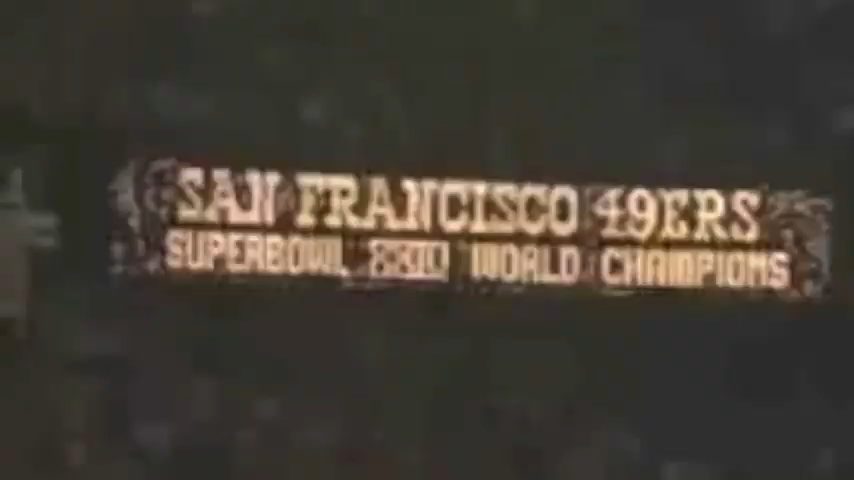 SAN FRANCISCO 49ERS
SUPERBOWL WORLD CHAMPIONS